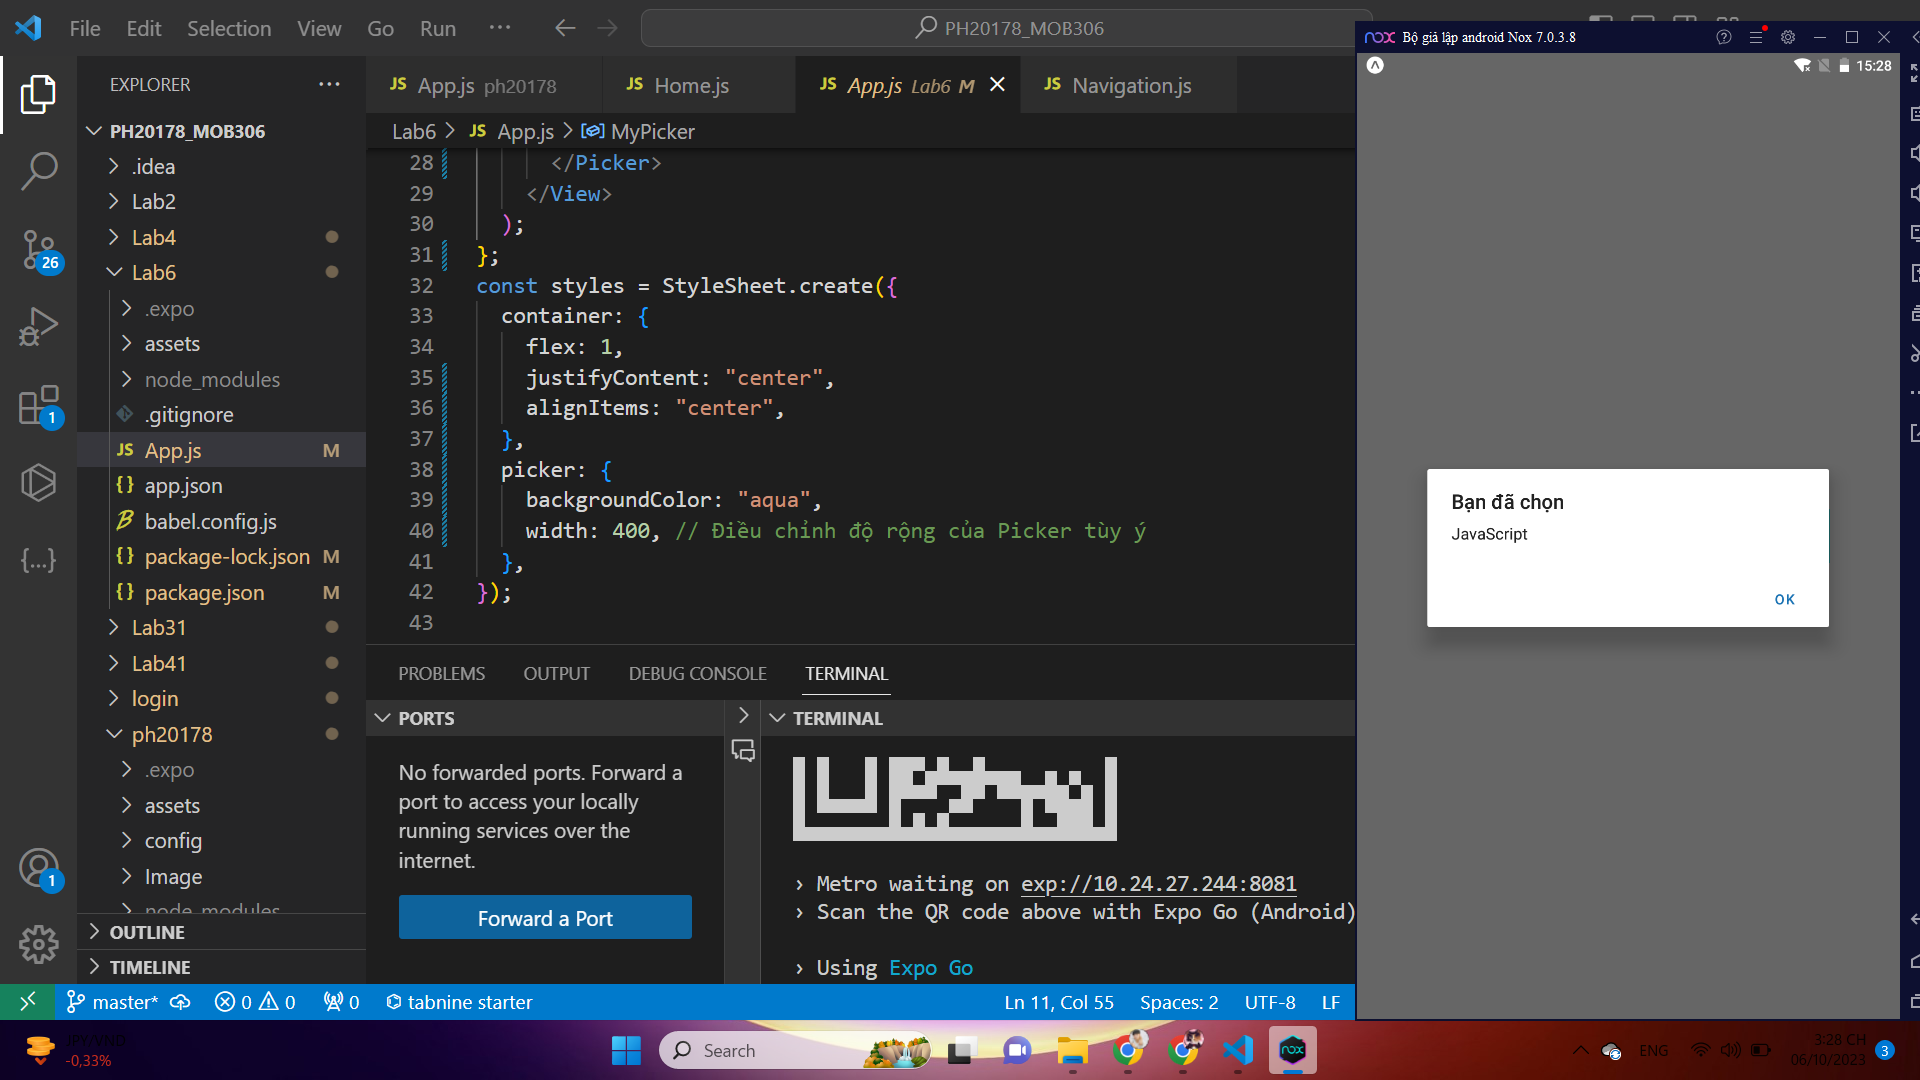 File Edit Selection View Go Run ···
PH20178_MOB306
EXPLORER
PH20178_MOB306
.idea
Lab2
Lab4
Lab6
.expo
assets
node_modules
.gitignore
JS App.js M
{} app.json
babel.config.js
{} package-lock.json M
{} package.json M
Lab31
Lab41
login
ph20178
.expo
assets
config
Image
node_modules
OUTLINE
TIMELINE
26
1
1
JS App.js ph20178
JS Home.js
JS App.js Lab6 M
JS Navigation.js
Lab6 > JS App.js > MyPicker
28 </Picker>
29 </View>
30 );
31 };
32 const styles = StyleSheet.create({
33 container: {
34 flex: 1,
35 justifyContent: "center",
36 alignItems: "center",
37 },
38 picker: {
39 backgroundColor: "aqua",
40 width: 400, // Điều chỉnh độ rộng của Picker tùy ý
41 },
42 });
43
PROBLEMS OUTPUT DEBUG CONSOLE TERMINAL
PORTS
No forwarded ports. Forward a
port to access your locally
running services over the
internet.
Forward a Port
TERMINAL
› Metro waiting on exp://10.24.27.244:8081
› Scan the QR code above with Expo Go (Android)
› Using Expo Go
master* 0 0 0 tabnine starter
Ln 11, Col 55 Spaces: 2 UTF-8 LF
nox Bộ giả lập android Nox 7.0.3.8
15:28
Bạn đã chọn
JavaScript
OK
JPY/VND
-0,33%
Search
nox
ENG
3:28 CH
06/10/2023
3